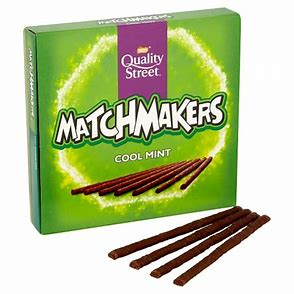 Quality
Street
MATCHMAKERS
COOL MINT